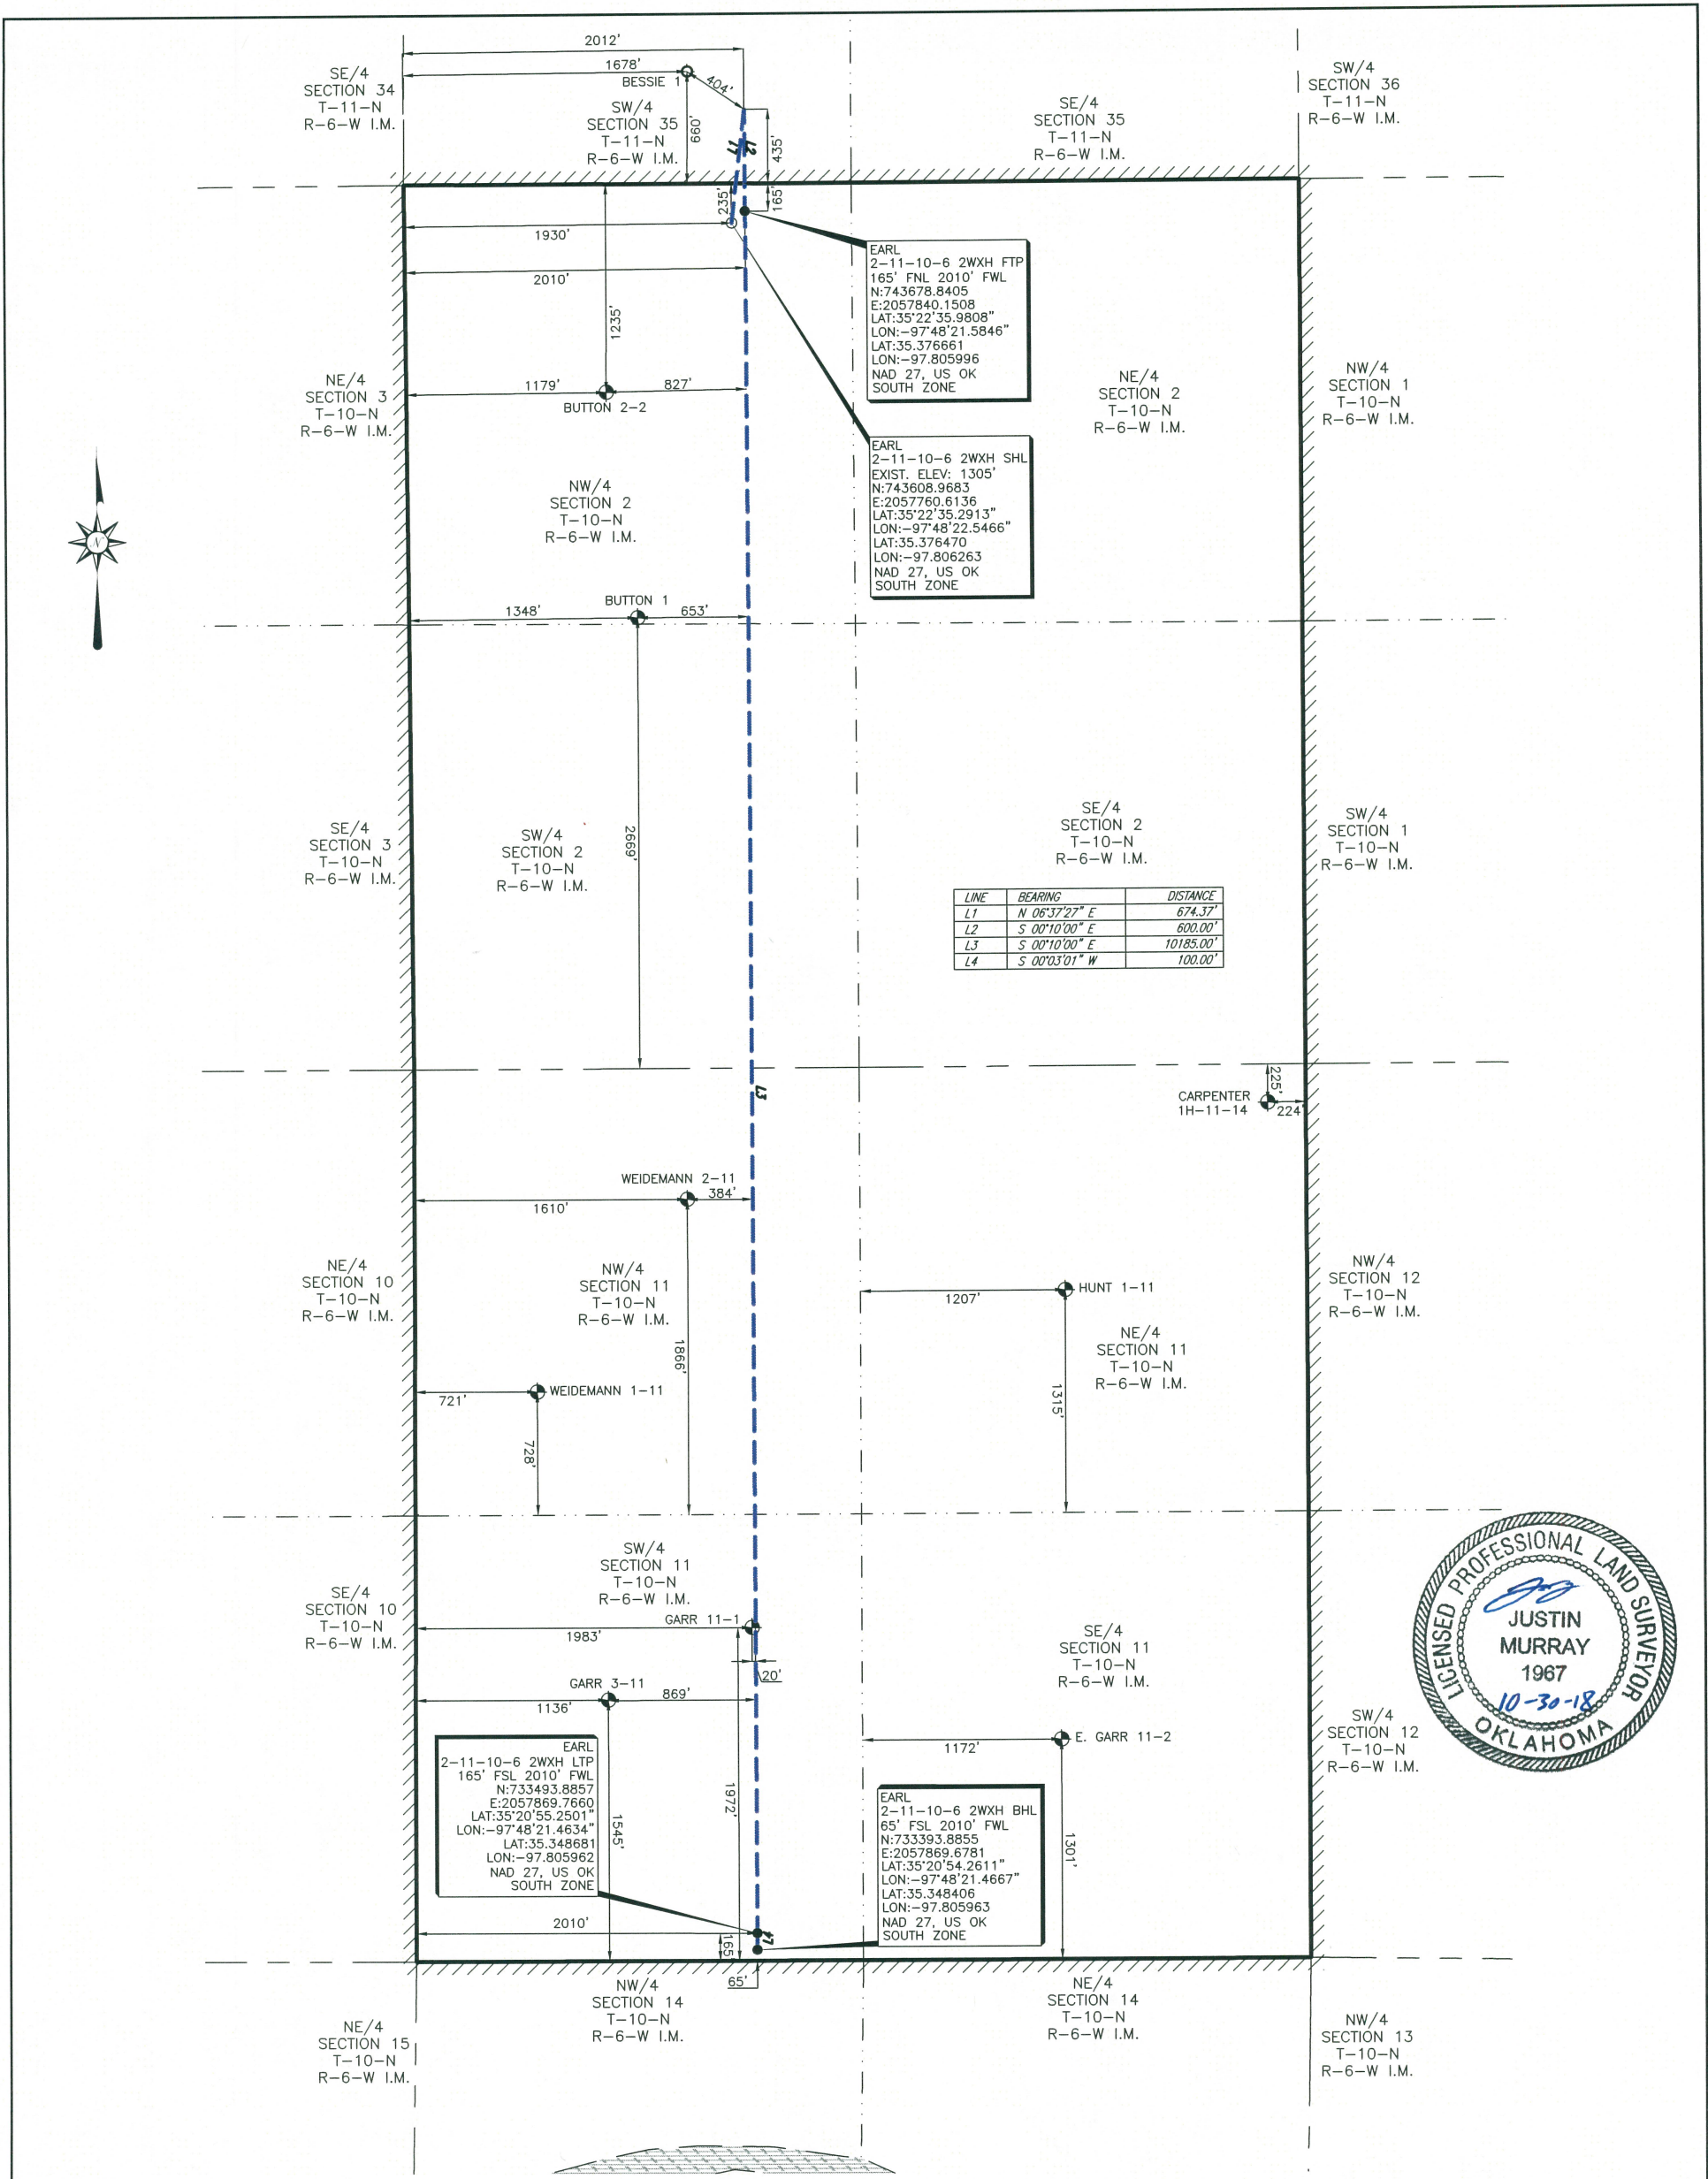 2012'
1678'
BESSIE 1
404'
SE/4
SECTION 34
T-11-N
R-6-W I.M.
SW/4
SECTION 35
T-11-N
R-6-W I.M.
660'
L1
L2
435'
SE/4
SECTION 35
T-11-N
R-6-W I.M.
SW/4
SECTION 36
T-11-N
R-6-W I.M.
235'
165'
1930'
2010'
1235'
EARL
2-11-10-6 2WXH FTP
165' FNL 2010' FWL
N:743678.8405
E:2057840.1508
LAT:35°22'35.9808"
LON:-97°48'21.5846"
LAT:35.376661
LON:-97.805996
NAD 27, US OK
SOUTH ZONE
NE/4
SECTION 3
T-10-N
R-6-W I.M.
1179'
827'
BUTTON 2-2
NE/4
SECTION 2
T-10-N
R-6-W I.M.
NW/4
SECTION 1
T-10-N
R-6-W I.M.
EARL
2-11-10-6 2WXH SHL
EXIST. ELEV: 1305'
N:743608.9683
E:2057760.6136
LAT:35°22'35.2913"
LON:-97°48'22.5466"
LAT:35.376470
LON:-97.806263
NAD 27, US OK
SOUTH ZONE
N
NW/4
SECTION 2
T-10-N
R-6-W I.M.
BUTTON 1
1348'
653'
2669'
SE/4
SECTION 3
T-10-N
R-6-W I.M.
SW/4
SECTION 2
T-10-N
R-6-W I.M.
SE/4
SECTION 2
T-10-N
R-6-W I.M.
SW/4
SECTION 1
T-10-N
R-6-W I.M.
LINE BEARING DISTANCE
L1 N 06°37'27" E 674.37'
L2 S 00°10'00" E 600.00'
L3 S 00°10'00" E 10185.00'
L4 S 00°03'01" W 100.00'
L3
225'
CARPENTER
1H-11-14
224'
WEIDEMANN 2-11
384'
1610'
NE/4
SECTION 10
T-10-N
R-6-W I.M.
NW/4
SECTION 11
T-10-N
R-6-W I.M.
1866'
HUNT 1-11
1207'
NW/4
SECTION 12
T-10-N
R-6-W I.M.
NE/4
SECTION 11
T-10-N
R-6-W I.M.
1315'
WEIDEMANN 1-11
721'
728'
SW/4
SECTION 11
T-10-N
R-6-W I.M.
SE/4
SECTION 10
T-10-N
R-6-W I.M.
GARR 11-1
1983'
20'
SE/4
SECTION 11
T-10-N
R-6-W I.M.
GARR 3-11
869'
1136'
LICENSED PROFESSIONAL LAND SURVEYOR
JUSTIN
MURRAY
1967
10-30-18
OKLAHOMA
SW/4
SECTION 12
T-10-N
R-6-W I.M.
E. GARR 11-2
1172'
1301'
EARL
2-11-10-6 2WXH LTP
165' FSL 2010' FWL
N:733493.8857
E:2057869.7660
LAT:35°20'55.2501"
LON:-97°48'21.4634"
LAT:35.348681
LON:-97.805962
NAD 27, US OK
SOUTH ZONE
1545'
1972'
EARL
2-11-10-6 2WXH BHL
65' FSL 2010' FWL
N:733393.8855
E:2057869.6781
LAT:35°20'54.2611"
LON:-97°48'21.4667"
LAT:35.348406
LON:-97.805963
NAD 27, US OK
SOUTH ZONE
2010'
165'
L4
65'
NW/4
SECTION 14
T-10-N
R-6-W I.M.
NE/4
SECTION 14
T-10-N
R-6-W I.M.
NE/4
SECTION 15
T-10-N
R-6-W I.M.
NW/4
SECTION 13
T-10-N
R-6-W I.M.